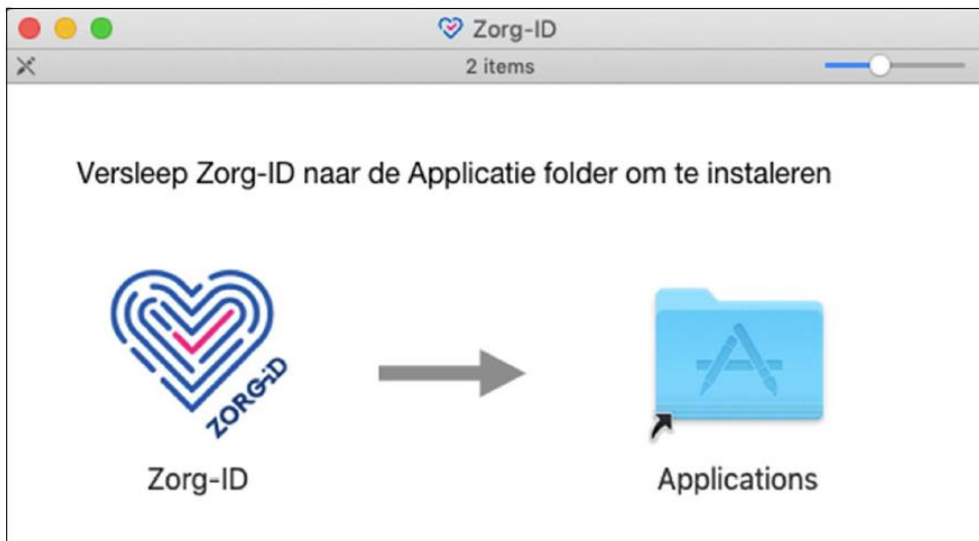 Zorg-ID
2 items
Versleep Zorg-ID naar de Applicatie folder om te instaleren
ZORG-iD
Zorg-ID
Applications